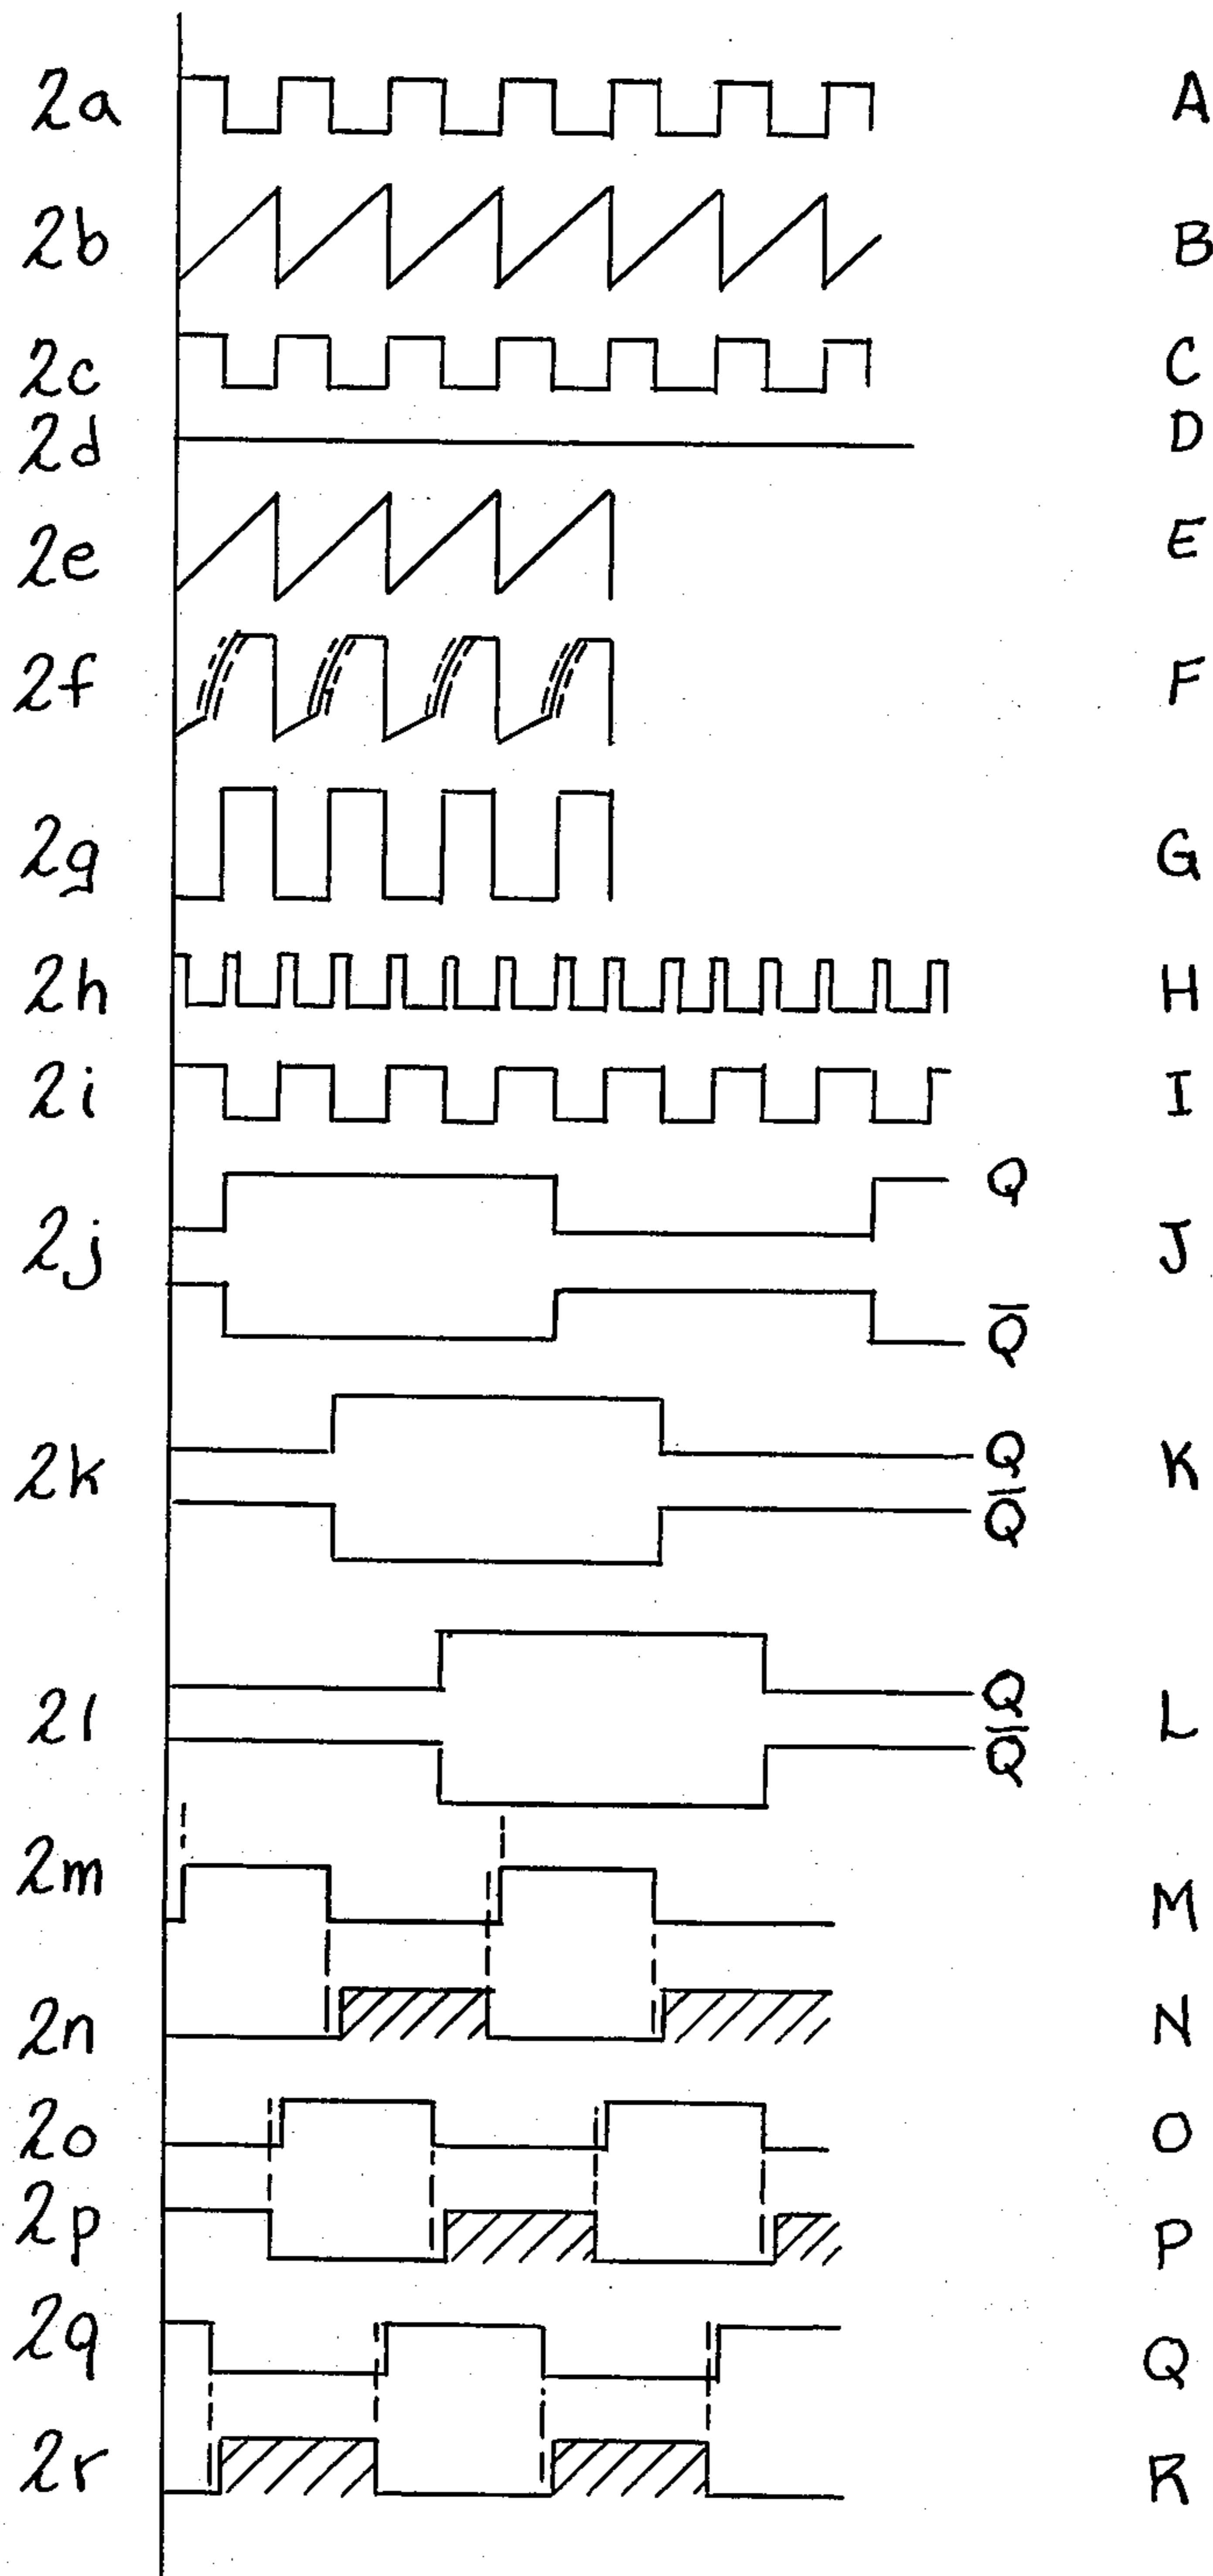 2a A
2b B
2c C
2d D
2e E
2f F
2g G
2h H
2i I
Q
2j J
Q̅
2k Q K
Q̅
2l Q L
Q̅
2m M
2n N
2o O
2p P
2q Q
2r R